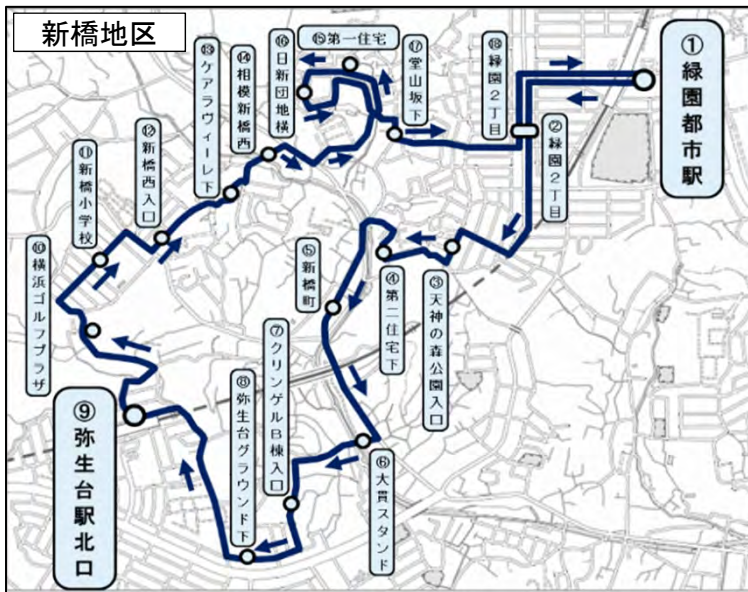 新橋地区
①緑園都市駅
②緑園2丁目
③天神の森公園入口
④第二住宅下
⑤新橋町
⑥大貫スタンド
⑦クリンゲルB棟入口
⑧弥生台グラウンド下
⑨弥生台駅北口
⑩横浜ゴルフプラザ
⑪新橋小学校
⑫新橋西入口
⑬ケアラヴィーレ下
⑭相模新橋西
⑮第一住宅
⑯日新団地横
⑰堂山坂下
⑱緑園2丁目